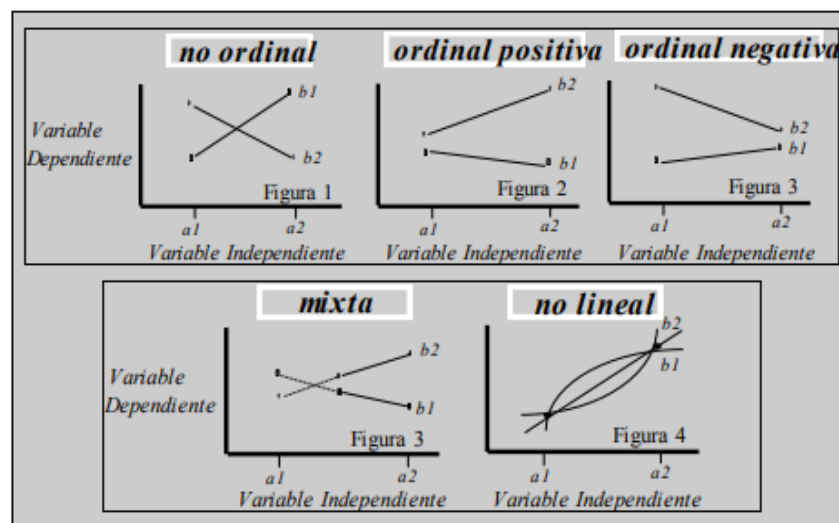 no ordinal
ordinal positiva
ordinal negativa
Variable
Dependiente
b1
b2
Figura 1
a1 a2
Variable Independiente
b2
b1
Figura 2
a1 a2
Variable Independiente
b2
b1
Figura 3
a1 a2
Variable Independiente
mixta
no lineal
Variable
Dependiente
b2
b1
Figura 3
a1 a2
Variable Independiente
b2
b1
Figura 4
a1 a2
Variable Independiente